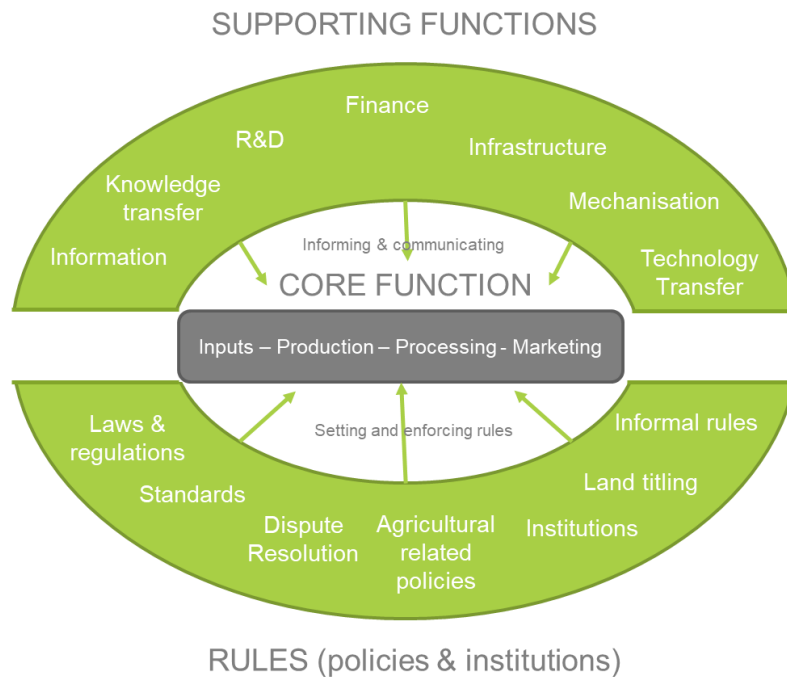 SUPPORTING FUNCTIONS
Finance
R&D
Infrastructure
Knowledge
transfer
Mechanisation
Information
Technology
Transfer
Informing & communicating
CORE FUNCTION
Inputs – Production – Processing - Marketing
Setting and enforcing rules
Laws &
regulations
Informal rules
Standards
Land titling
Dispute
Resolution
Agricultural
related
policies
Institutions
RULES (policies & institutions)